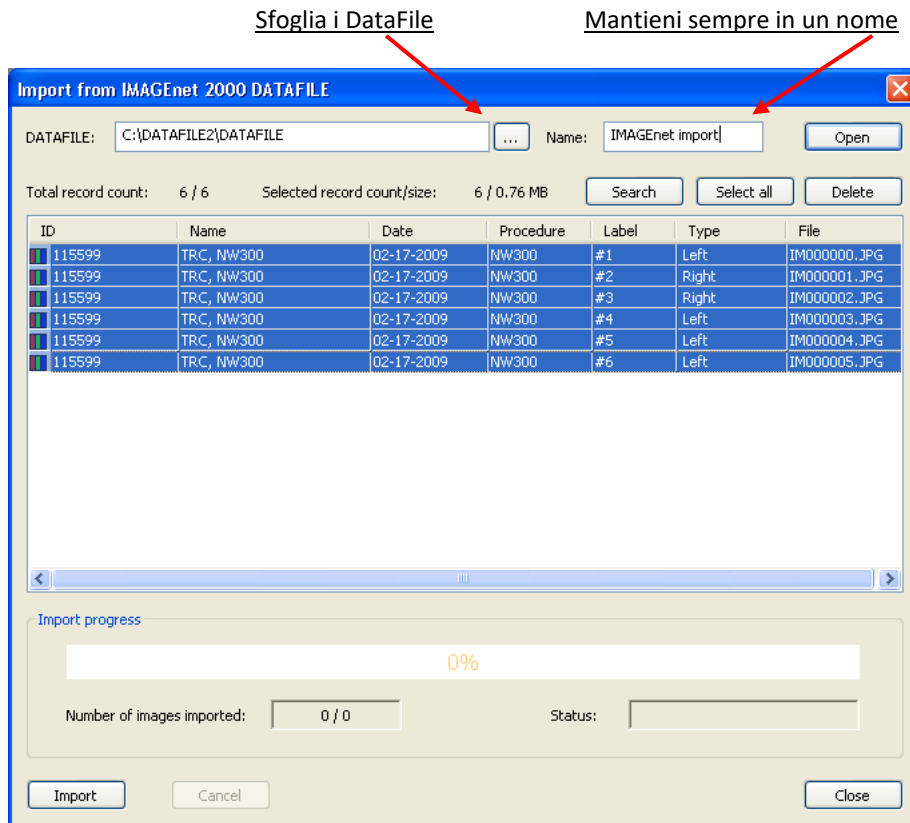 Sfoglia i DataFile Mantieni sempre in un nome
Import from IMAGEnet 2000 DATAFILE
DATAFILE: C:\DATAFILE2\DATAFILE ... Name: IMAGEnet import Open
Total record count: 6 / 6 Selected record count/size: 6 / 0.76 MB Search Select all Delete
ID Name Date Procedure Label Type File
115599 TRC, NW300 02-17-2009 NW300 #1 Left IM000000.JPG
115599 TRC, NW300 02-17-2009 NW300 #2 Right IM000001.JPG
115599 TRC, NW300 02-17-2009 NW300 #3 Right IM000002.JPG
115599 TRC, NW300 02-17-2009 NW300 #4 Left IM000003.JPG
115599 TRC, NW300 02-17-2009 NW300 #5 Left IM000004.JPG
115599 TRC, NW300 02-17-2009 NW300 #6 Left IM000005.JPG
Import progress
0%
Number of images imported: 0 / 0 Status:
Import Cancel Close